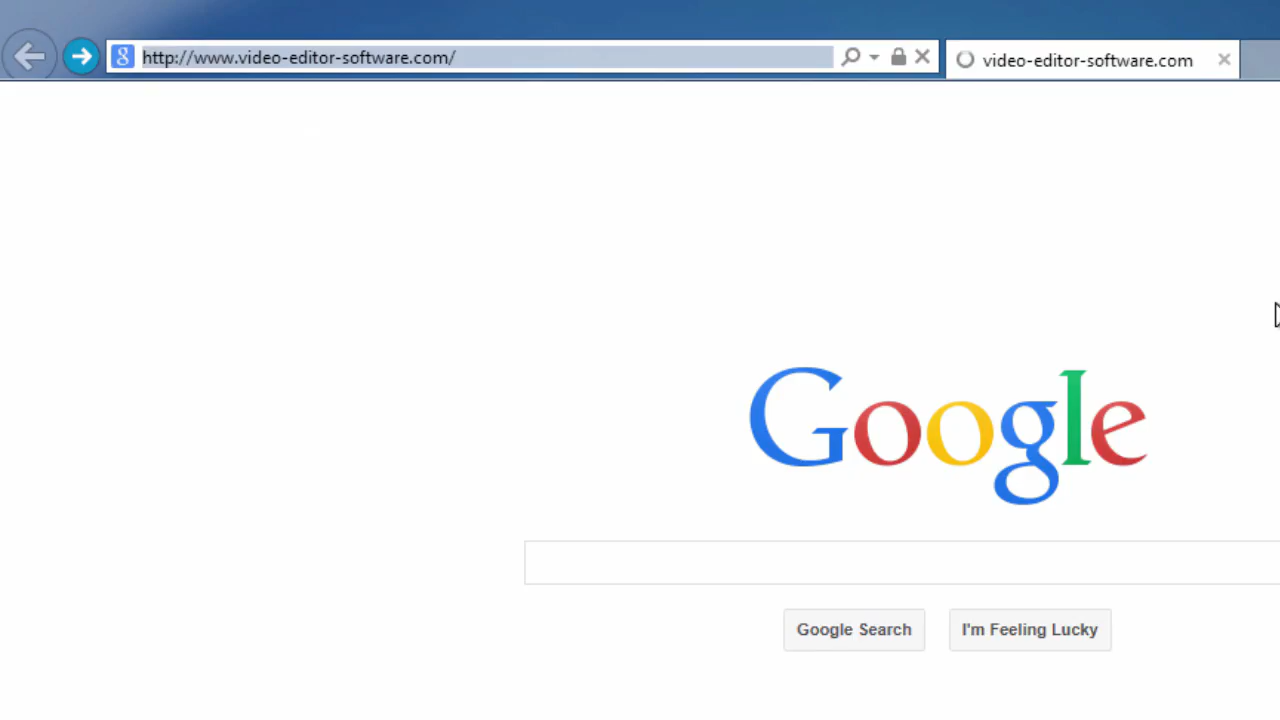 http://www.video-editor-software.com/
video-editor-software.com
Google
Google Search
I'm Feeling Lucky